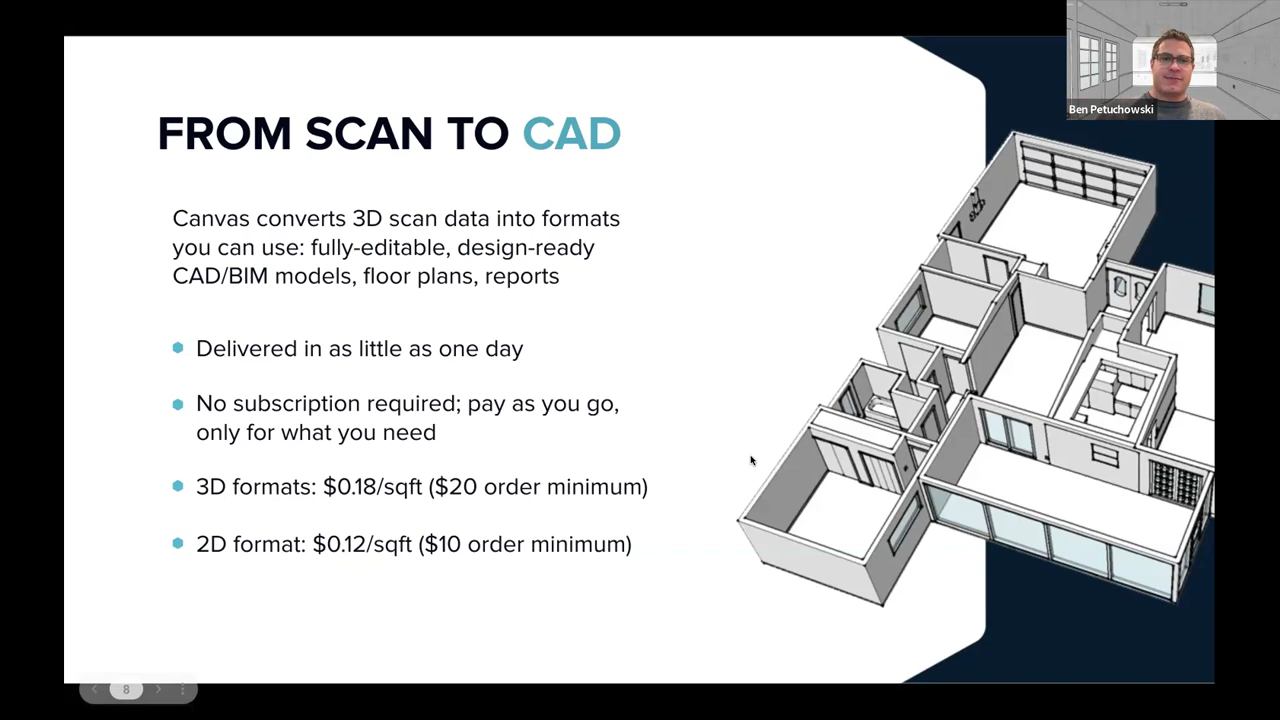 Ben Petuchowski
FROM SCAN TO CAD
Canvas converts 3D scan data into formats
you can use: fully-editable, design-ready
CAD/BIM models, floor plans, reports
Delivered in as little as one day
No subscription required; pay as you go,
only for what you need
3D formats: $0.18/sqft ($20 order minimum)
2D format: $0.12/sqft ($10 order minimum)
8